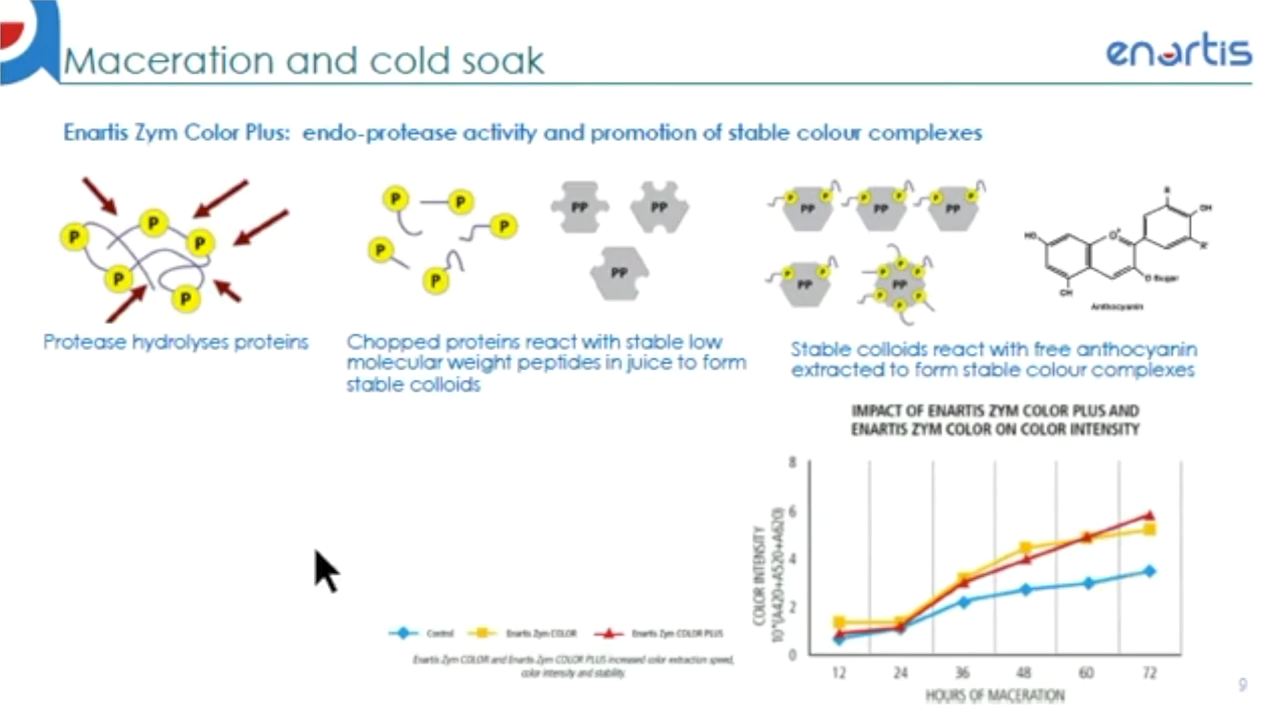 Maceration and cold soak
enartis
Enartis Zym Color Plus: endo-protease activity and promotion of stable colour complexes
P
P
P
P
P
P
P
P
P
P
PP
PP
PP
P
P
PP
P
P
PP
P
P
PP
P
P
PP
P
P
P
P
P
P
PP
R
OH
HO
O+
R'
O Sugar
OH
Anthocyanin
Protease hydrolyses proteins
Chopped proteins react with stable low
molecular weight peptides in juice to form
stable colloids
Stable colloids react with free anthocyanin
extracted to form stable colour complexes
IMPACT OF ENARTIS ZYM COLOR PLUS AND
ENARTIS ZYM COLOR ON COLOR INTENSITY
COLOR INTENSITY
10*(A420+A520+A620)
8
6
4
2
0
12 24 36 48 60 72
HOURS OF MACERATION
Control Enartis Zym COLOR Enartis Zym COLOR PLUS
Enartis Zym COLOR and Enartis Zym COLOR PLUS increased color extraction speed,
color intensity and stability.
9